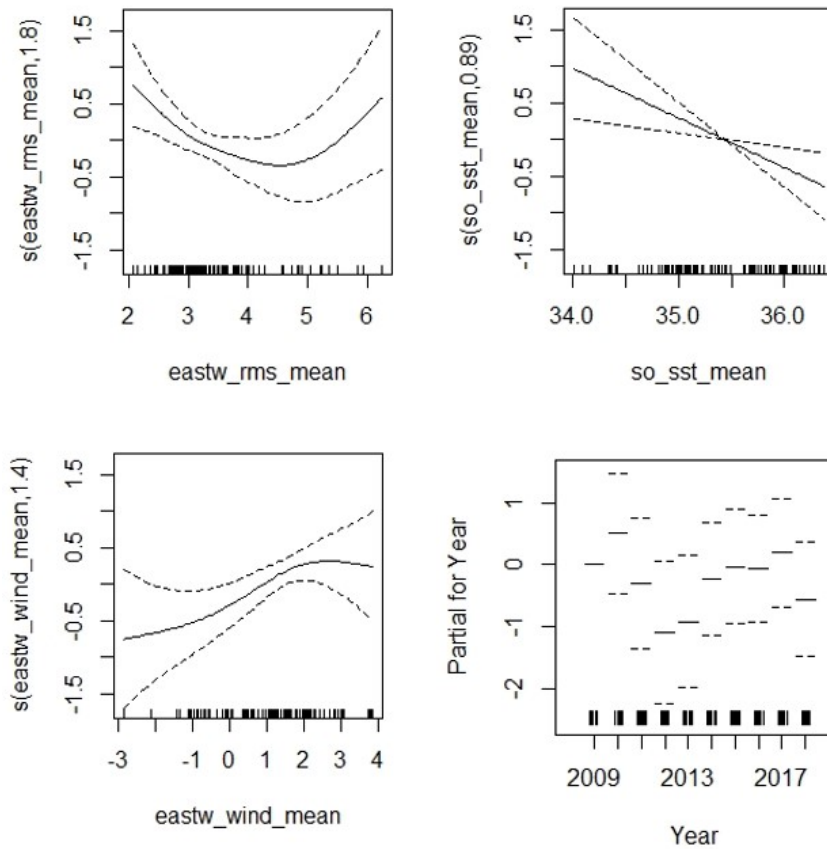 s(eastw_rms_mean,1.8)
1.5
0.5
-0.5
-1.5
2 3 4 5 6
eastw_rms_mean
s(so_sst_mean,0.89)
1.5
0.5
-0.5
-1.5
34.0 35.0 36.0
so_sst_mean
s(eastw_wind_mean,1.4)
1.5
0.5
-0.5
-1.5
-3 -1 0 1 2 3 4
eastw_wind_mean
Partial for Year
1
0
-1
-2
2009 2013 2017
Year